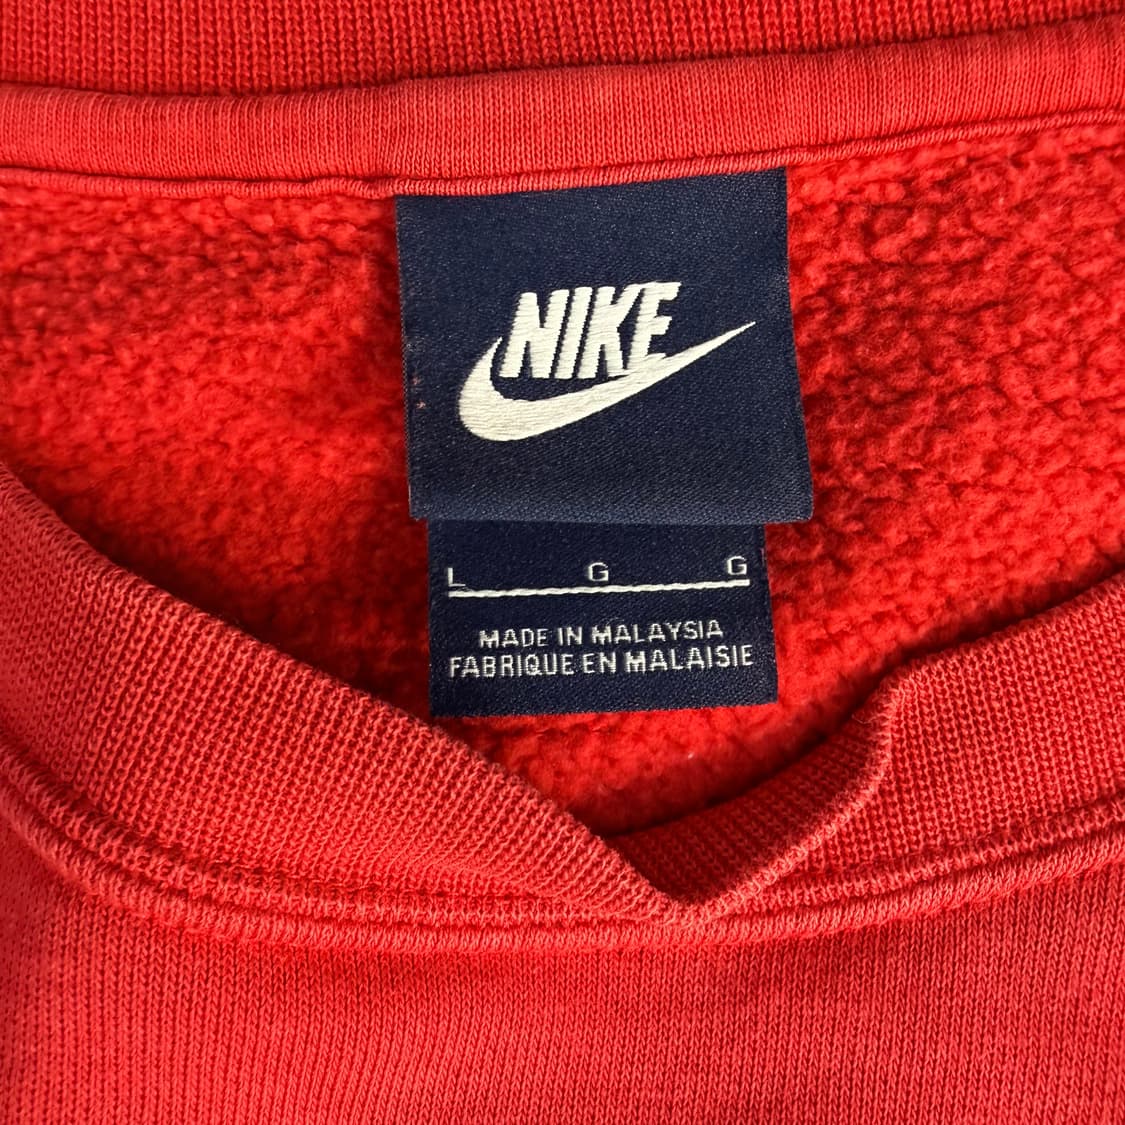 NIKE
L G G
MADE IN MALAYSIA
FABRIQUE EN MALAISIE